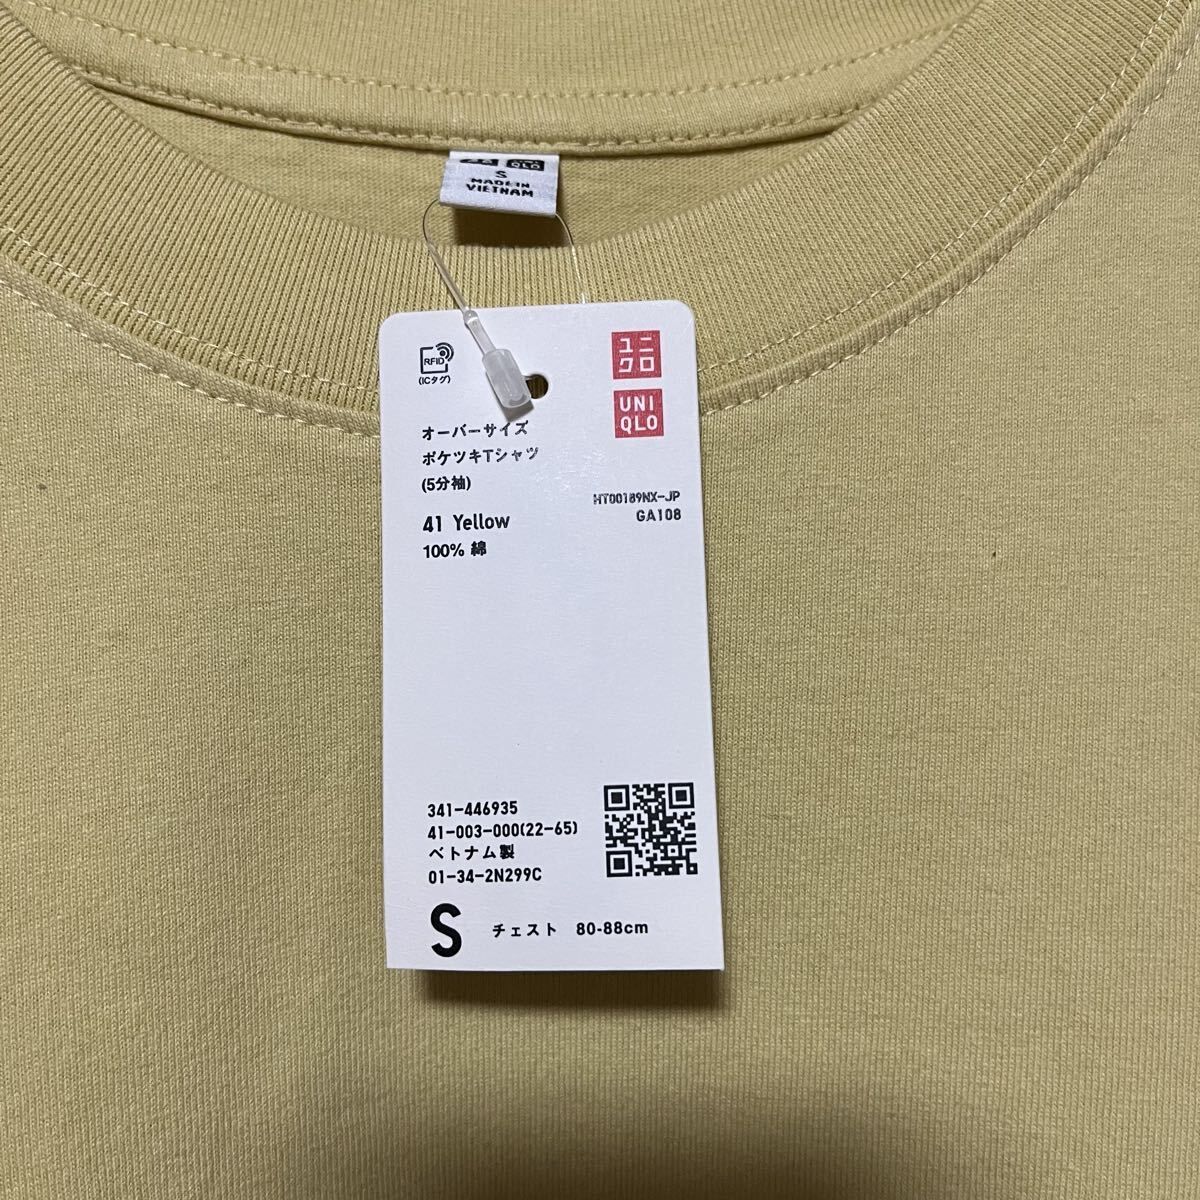 QLO
S
MADE IN
VIETNAM
RFID
(ICタグ)
ユニ
クロ
UNI
QLO
オーバーサイズ
ポケツキTシャツ
(5分袖)
HT00189NX-JP
GA108
41 Yellow
100% 綿
341-446935
41-003-000(22-65)
ベトナム製
01-34-2N299C
S チェスト 80-88cm